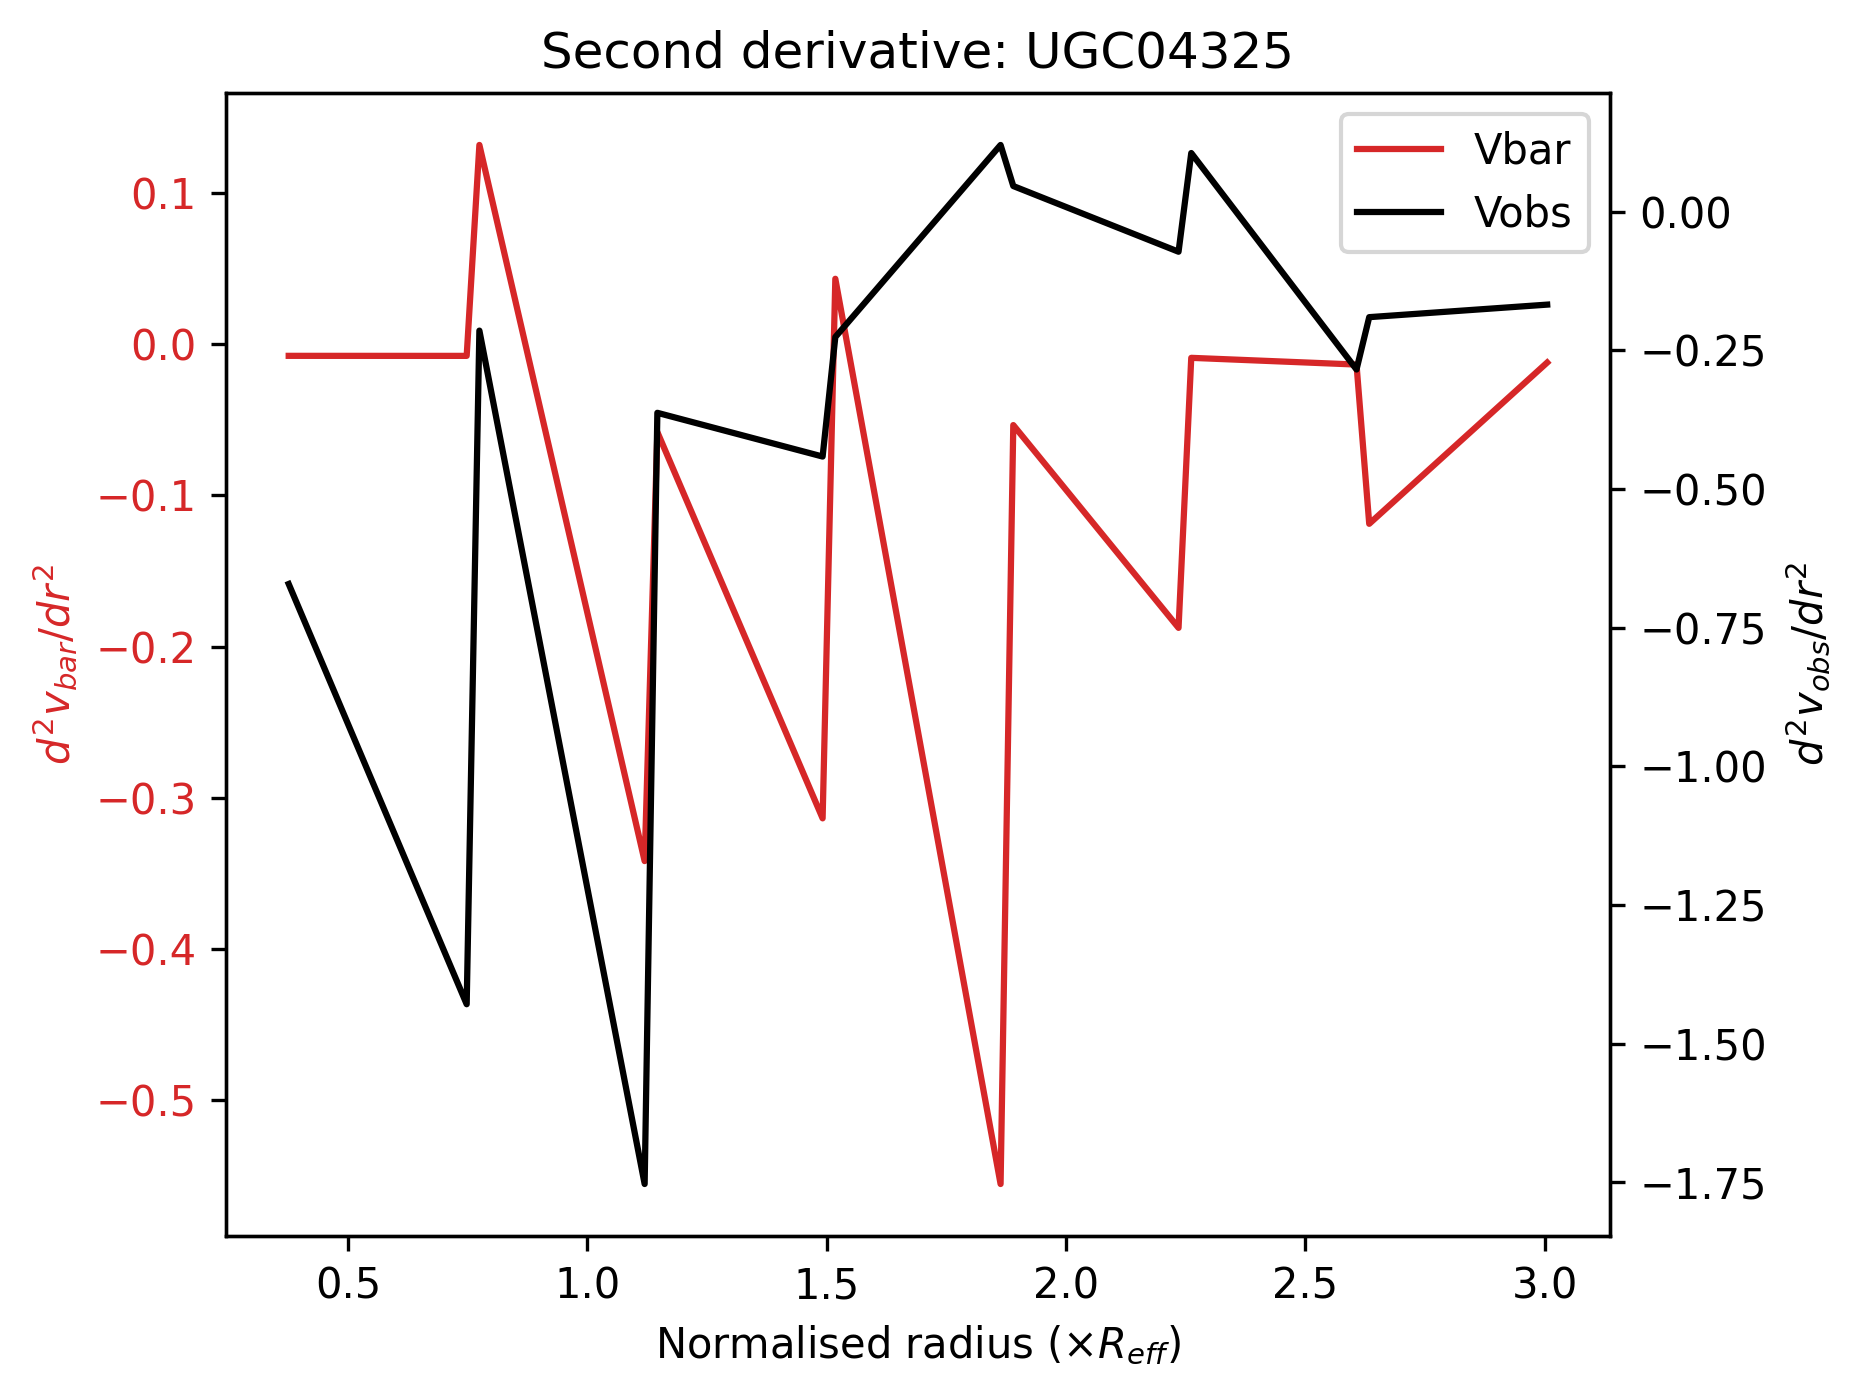 Second derivative: UGC04325
Vbar
Vobs
0.1
0.0
−0.1
−0.2
−0.3
−0.4
−0.5
d²v_bar/dr²
0.00
−0.25
−0.50
−0.75
−1.00
−1.25
−1.50
−1.75
d²v_obs/dr²
0.5 1.0 1.5 2.0 2.5 3.0
Normalised radius (×R_eff)